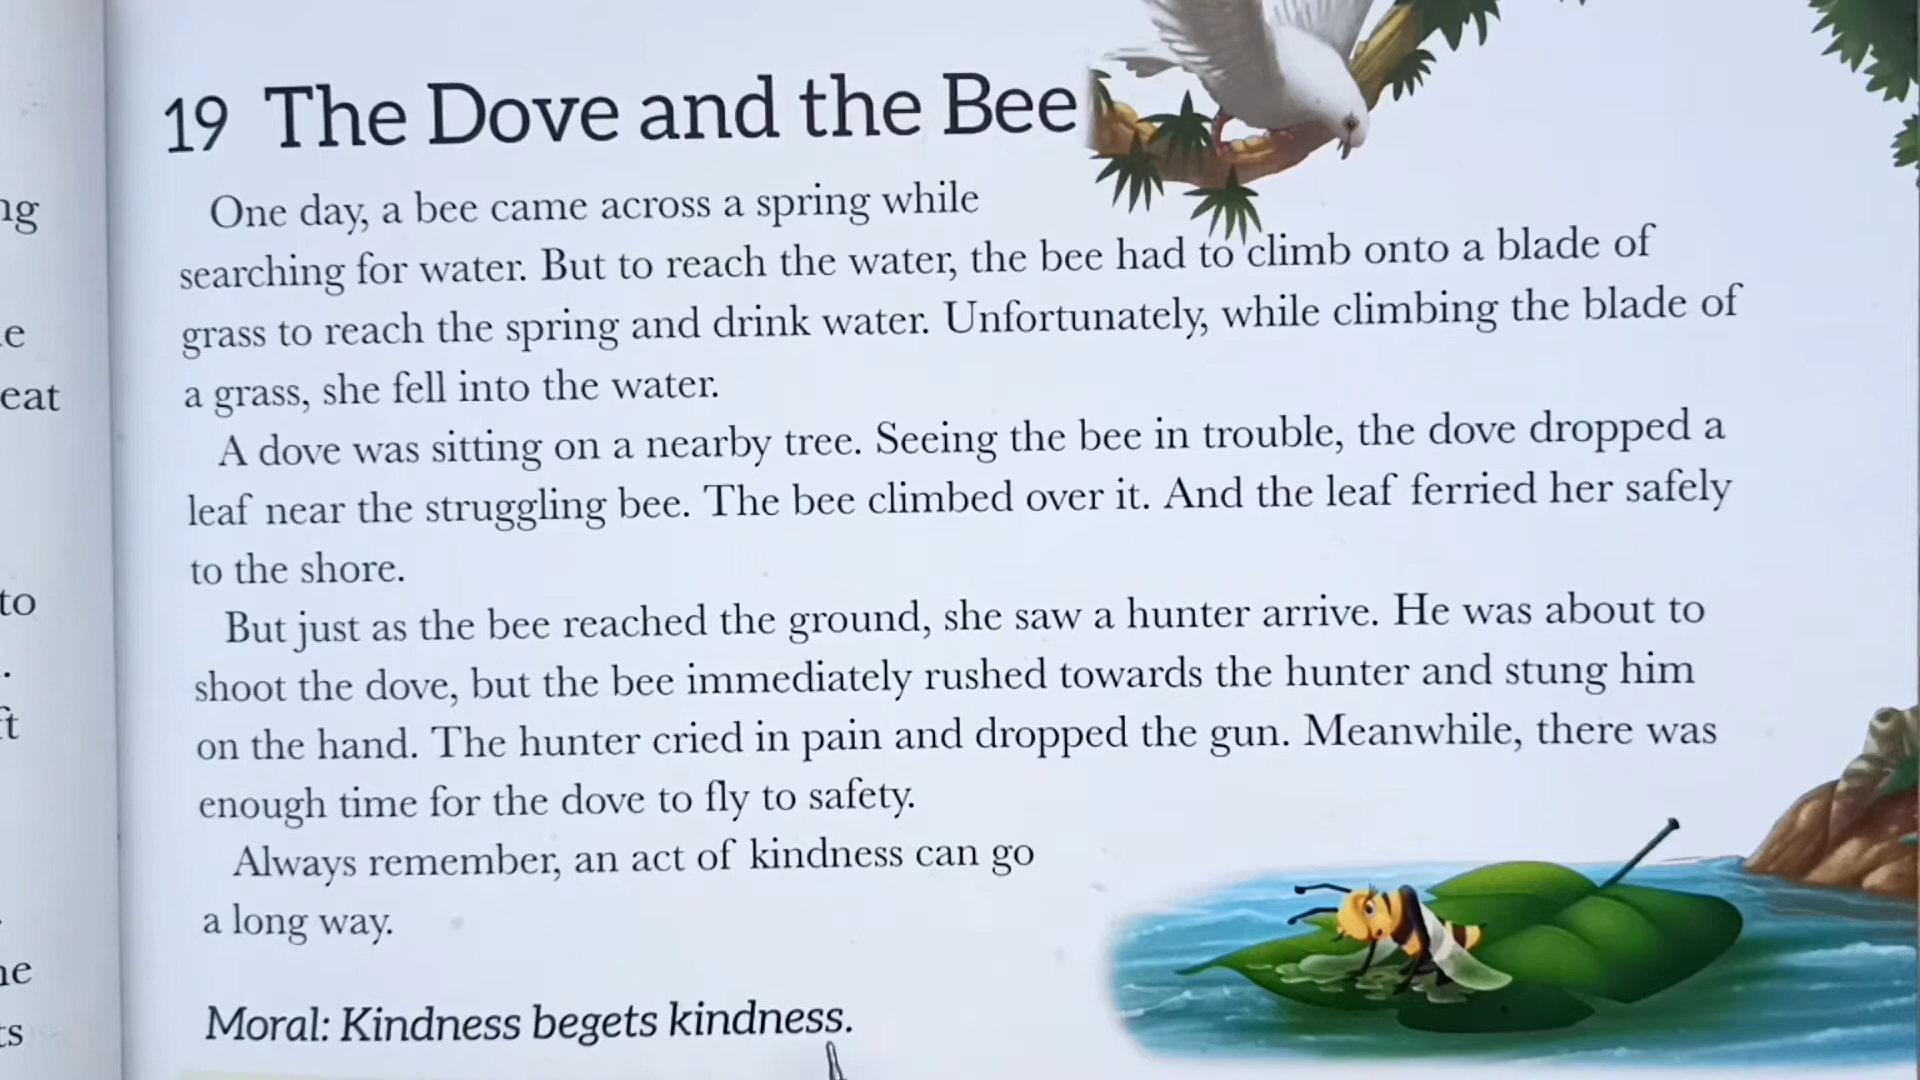 19 The Dove and the Bee
One day, a bee came across a spring while
searching for water. But to reach the water, the bee had to climb onto a blade of
grass to reach the spring and drink water. Unfortunately, while climbing the blade of
a grass, she fell into the water.
A dove was sitting on a nearby tree. Seeing the bee in trouble, the dove dropped a
leaf near the struggling bee. The bee climbed over it. And the leaf ferried her safely
to the shore.
But just as the bee reached the ground, she saw a hunter arrive. He was about to
shoot the dove, but the bee immediately rushed towards the hunter and stung him
on the hand. The hunter cried in pain and dropped the gun. Meanwhile, there was
enough time for the dove to fly to safety.
Always remember, an act of kindness can go
a long way.
Moral: Kindness begets kindness.